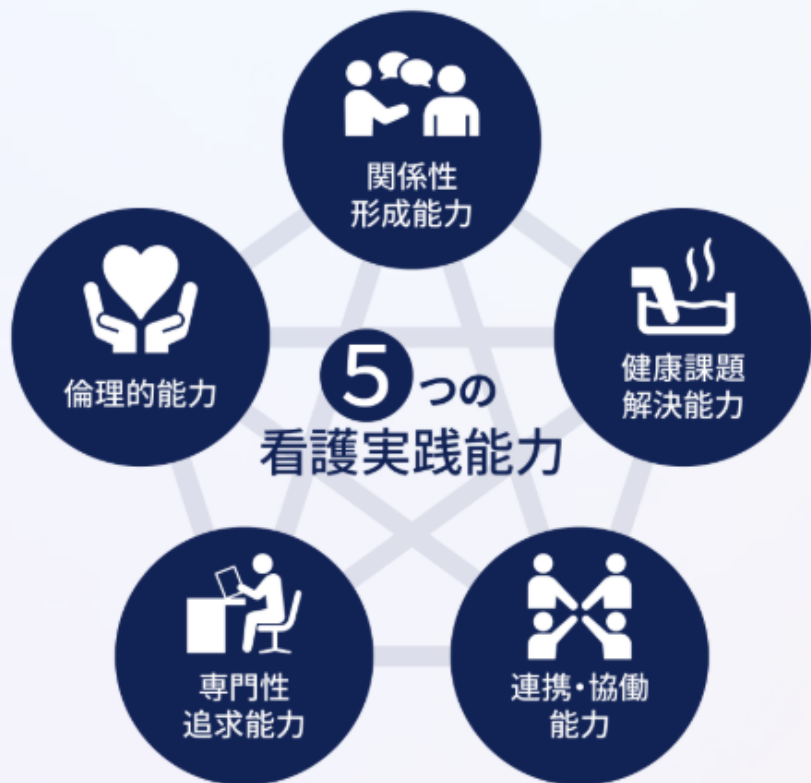 関係性
形成能力
倫理的能力
5つの
看護実践能力
健康課題
解決能力
専門性
追求能力
連携・協働
能力